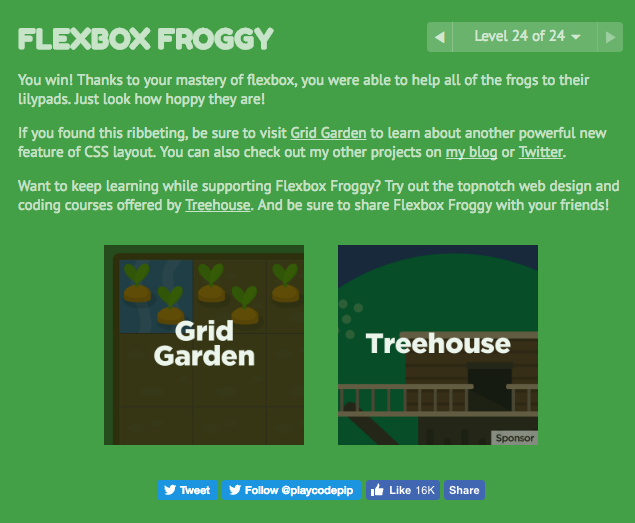 FLEXBOX FROGGY
◀ Level 24 of 24 ▼ ▶
You win! Thanks to your mastery of flexbox, you were able to help all of the frogs to their
lilypads. Just look how hoppy they are!
If you found this ribbeting, be sure to visit Grid Garden to learn about another powerful new
feature of CSS layout. You can also check out my other projects on my blog or Twitter.
Want to keep learning while supporting Flexbox Froggy? Try out the topnotch web design and
coding courses offered by Treehouse. And be sure to share Flexbox Froggy with your friends!
Grid
Garden
Treehouse
Sponsor
Tweet Follow @playcodepip Like 16K Share